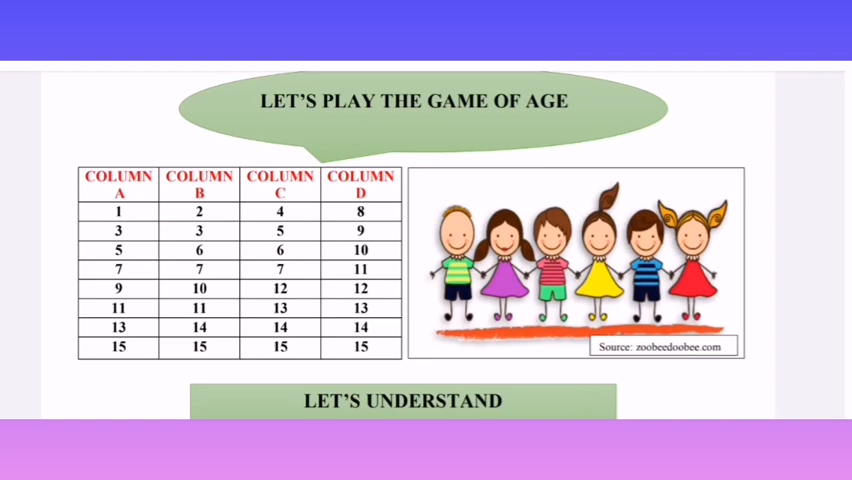 LET'S PLAY THE GAME OF AGE
COLUMN A COLUMN B COLUMN C COLUMN D
1 2 4 8
3 3 5 9
5 6 6 10
7 7 7 11
9 10 12 12
11 11 13 13
13 14 14 14
15 15 15 15
Source: zoobeedoobee.com
LET'S UNDERSTAND